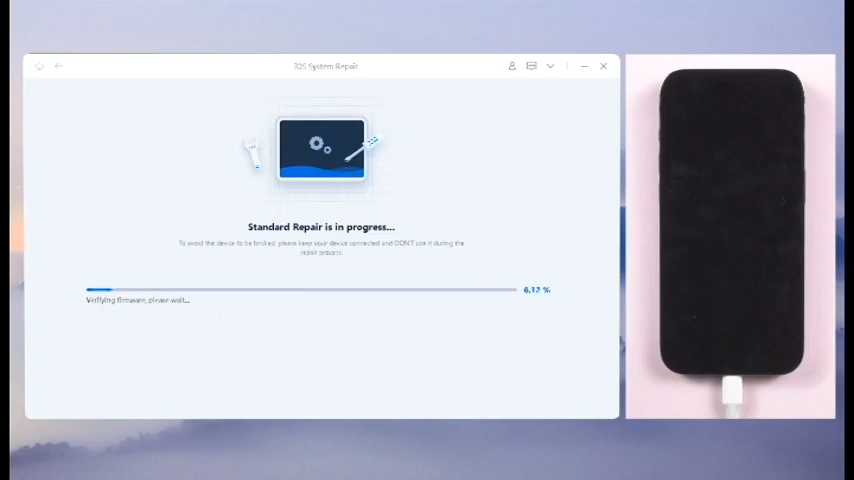 iOS System Repair
Standard Repair is in progress...
To avoid the device to be bricked, please keep your device connected and DON'T use it during the
repair process.
6.12 %
Verifying firmware, please wait...